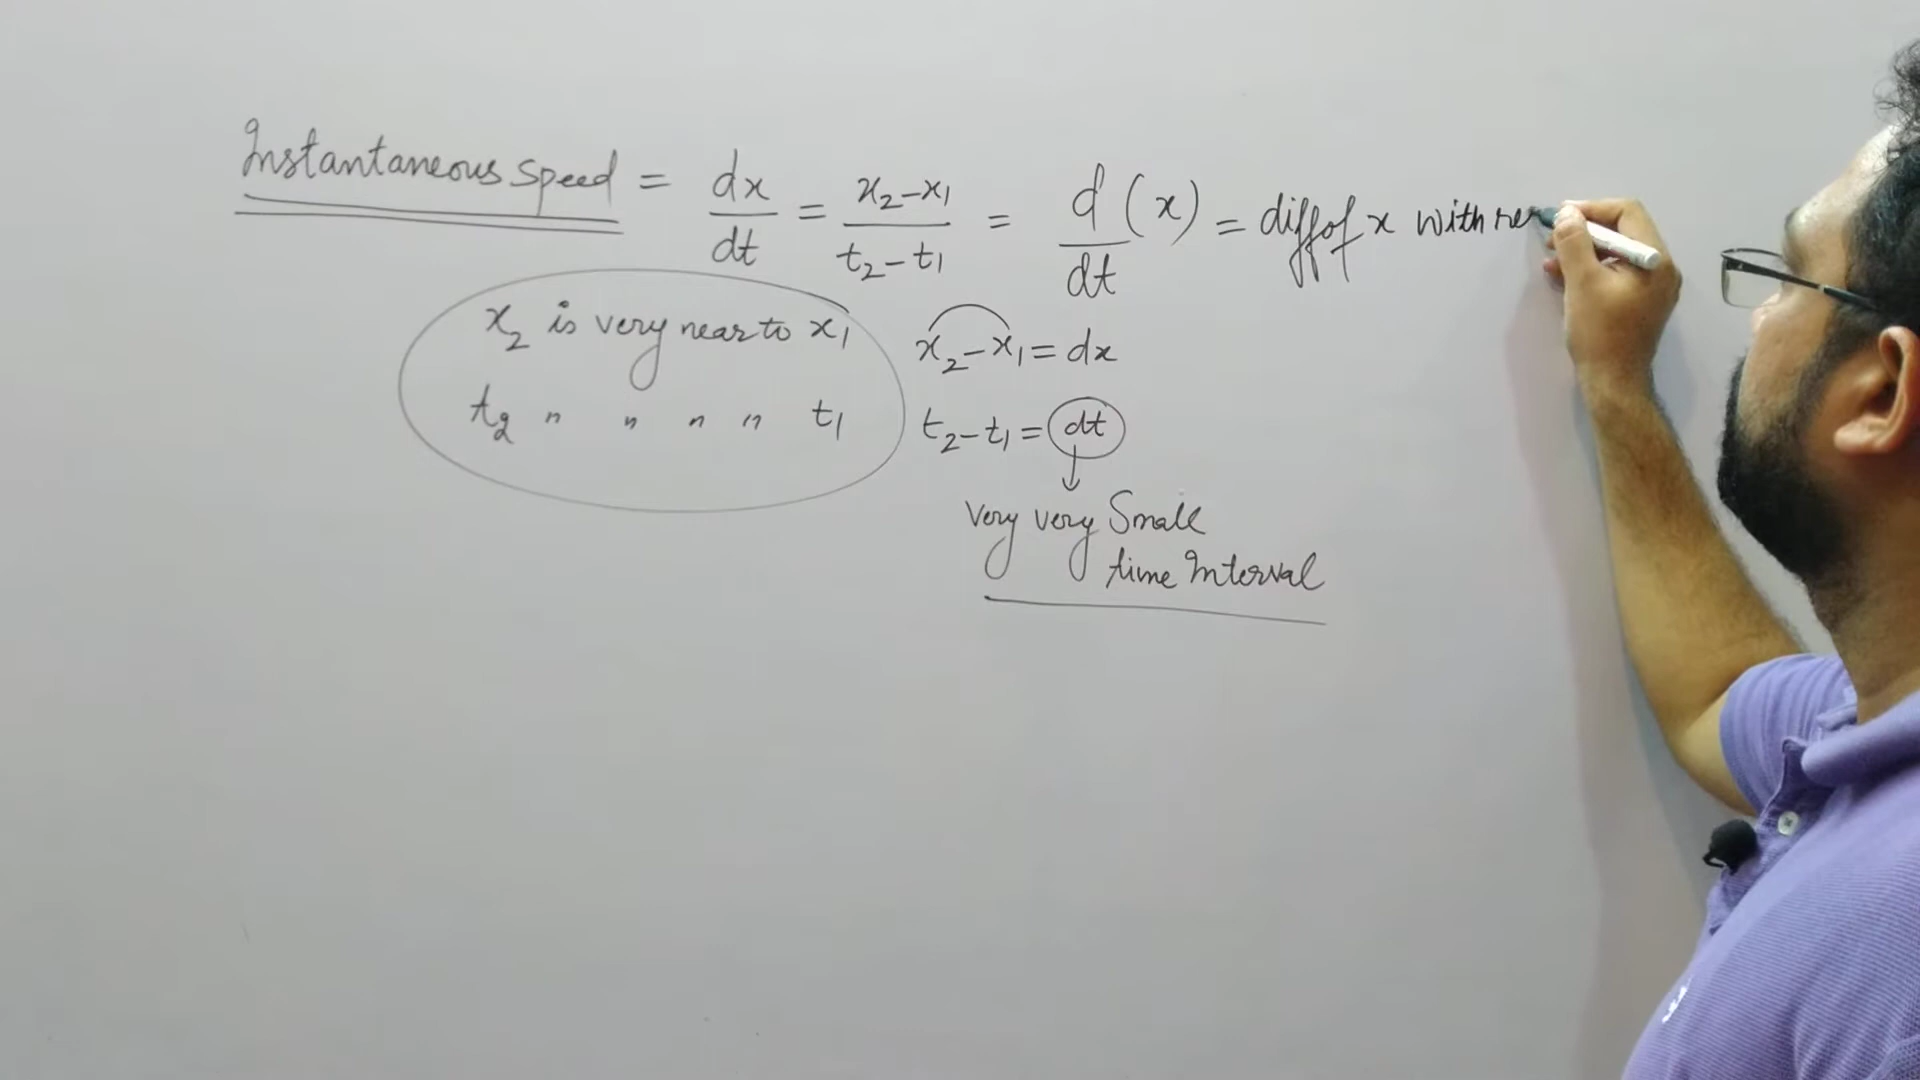 Instantaneous speed = dx/dt = x₂-x₁/t₂-t₁ = d/dt (x) = diff of x with res
x₂ is very near to x₁
t₂ " " " " t₁
x₂-x₁ = dx
t₂-t₁ = dt
↓
very very small
time interval